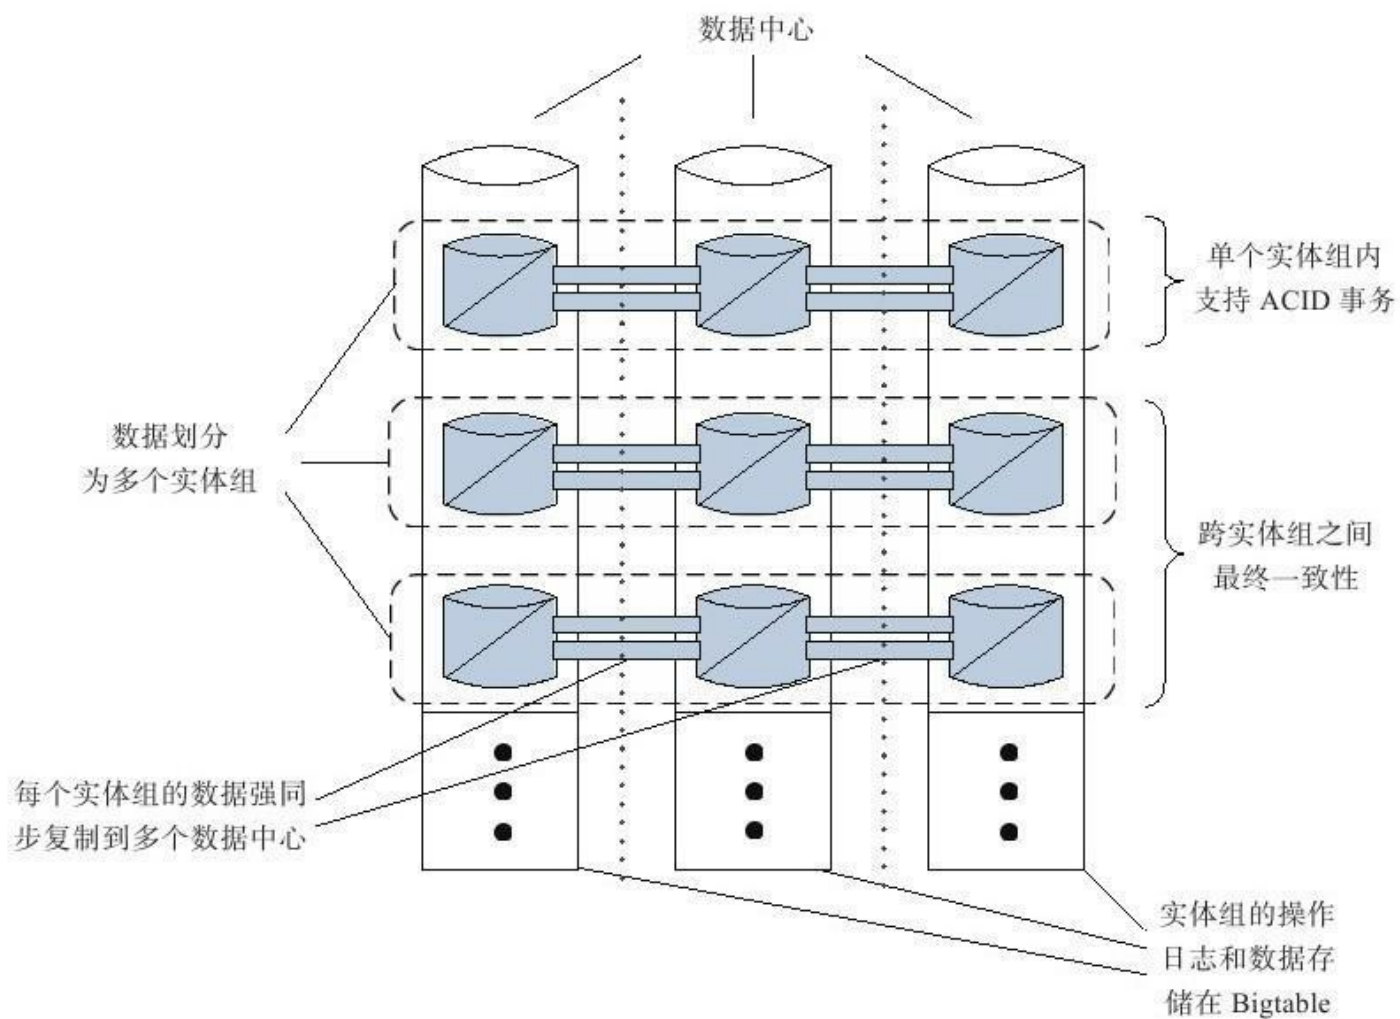 数据中心
单个实体组内
支持 ACID 事务
数据划分
为多个实体组
跨实体组之间
最终一致性
每个实体组的数据强同
步复制到多个数据中心
实体组的操作
日志和数据存
储在 Bigtable